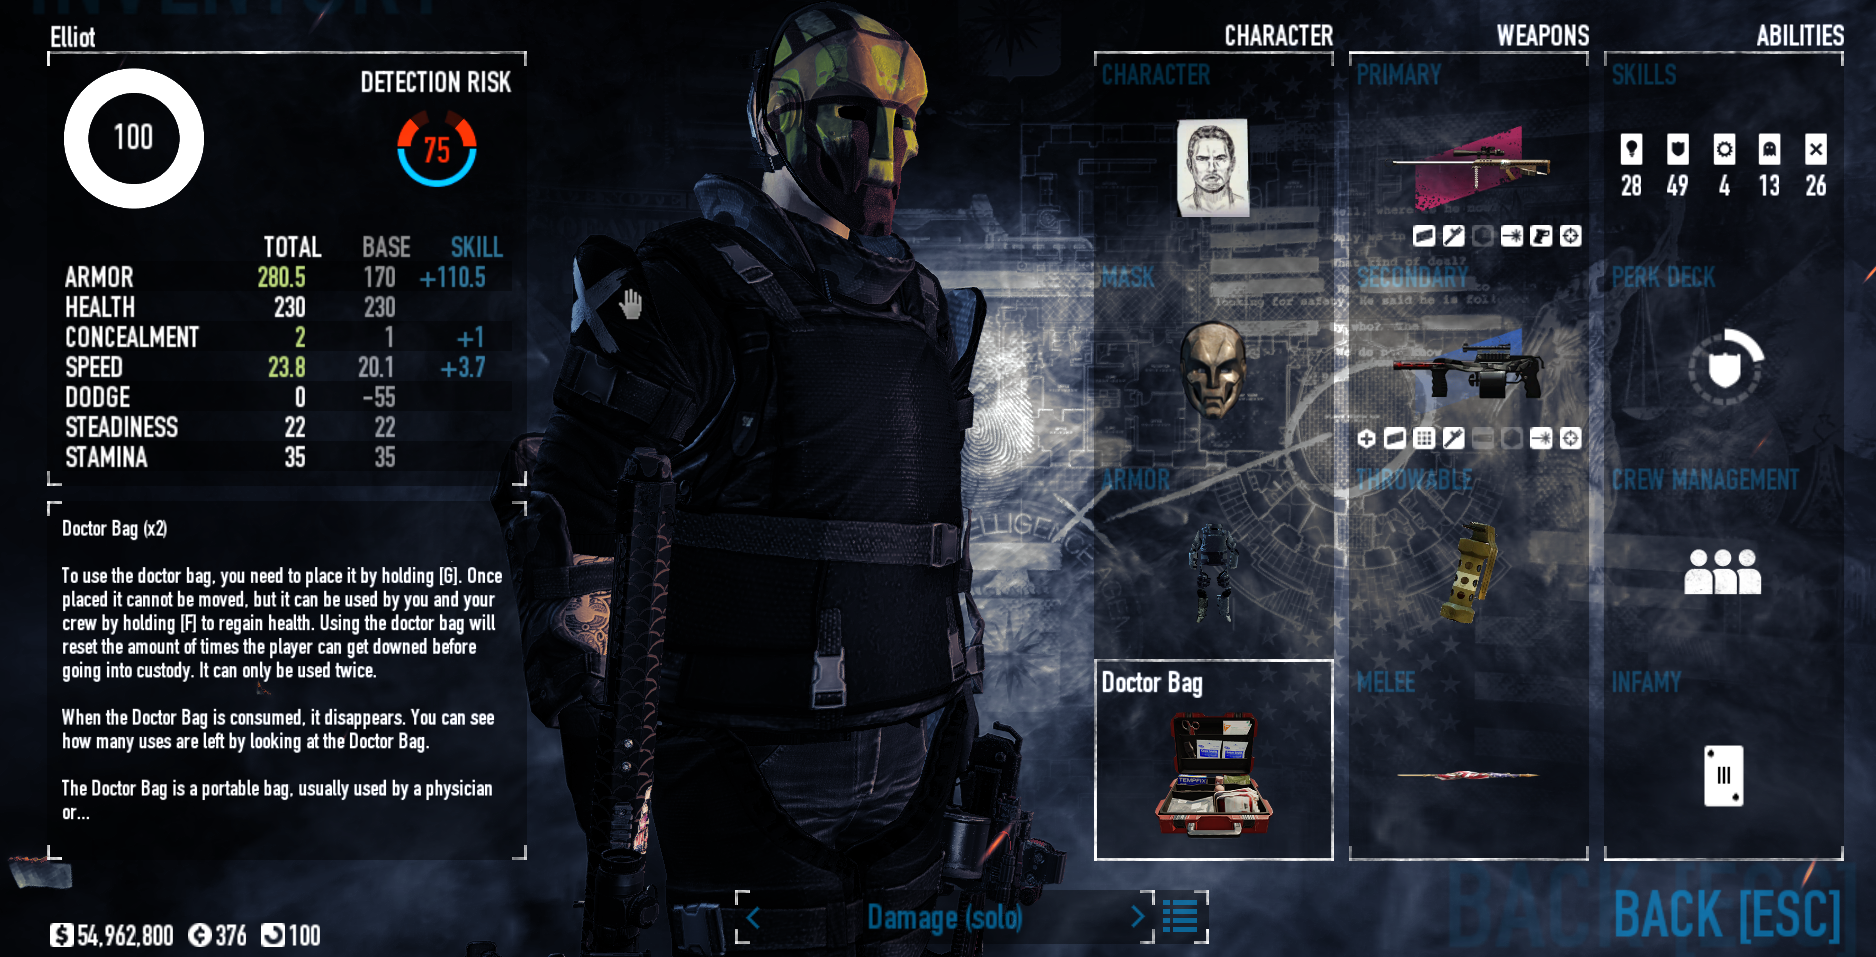 INVENTORY
Elliot
100
DETECTION RISK
75
TOTAL BASE SKILL
ARMOR 280.5 170 +110.5
HEALTH 230 230
CONCEALMENT 2 1 +1
SPEED 23.8 20.1 +3.7
DODGE 0 -55
STEADINESS 22 22
STAMINA 35 35
Doctor Bag (x2)
To use the doctor bag, you need to place it by holding [G]. Once
placed it cannot be moved, but it can be used by you and your
crew by holding [F] to regain health. Using the doctor bag will
reset the amount of times the player can get downed before
going into custody. It can only be used twice.
When the Doctor Bag is consumed, it disappears. You can see
how many uses are left by looking at the Doctor Bag.
The Doctor Bag is a portable bag, usually used by a physician
or...
$54,962,800 376 100
Damage (solo)
CHARACTER
CHARACTER
MASK
ARMOR
Doctor Bag
WEAPONS
PRIMARY
SECONDARY
THROWABLE
MELEE
ABILITIES
SKILLS
28 49 4 13 26
PERK DECK
CREW MANAGEMENT
INFAMY
III
BACK [ESC]
BACK [ESC]